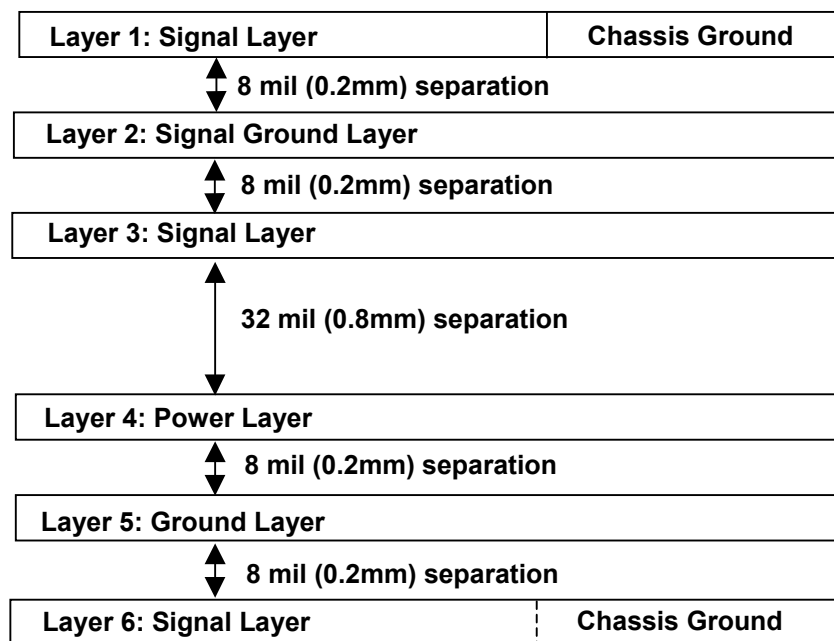 Layer 1: Signal Layer Chassis Ground
8 mil (0.2mm) separation
Layer 2: Signal Ground Layer
8 mil (0.2mm) separation
Layer 3: Signal Layer
32 mil (0.8mm) separation
Layer 4: Power Layer
8 mil (0.2mm) separation
Layer 5: Ground Layer
8 mil (0.2mm) separation
Layer 6: Signal Layer Chassis Ground